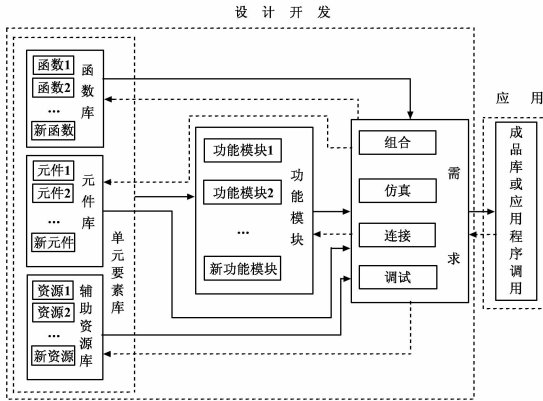 设计开发
函数1
函数2
...
新函数
函数库
元件1
元件2
...
新元件
元件库
资源1
资源2
...
新资源
辅助资源库
单元要素库
功能模块1
功能模块2
...
新功能模块
功能模块
组合
仿真
连接
调试
需求
应用
成品库或应用程序调用